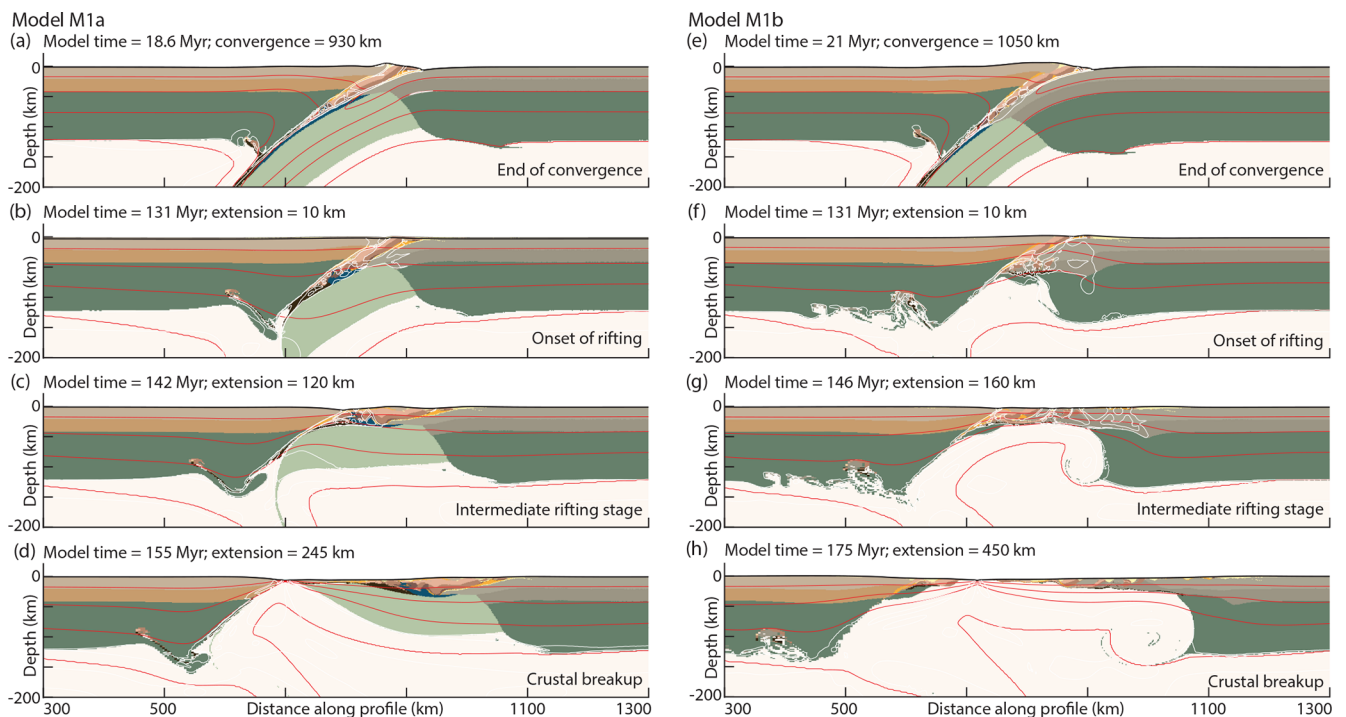 Model M1a
(a) Model time = 18.6 Myr; convergence = 930 km
0
Depth (km)
-200
End of convergence
(b) Model time = 131 Myr; extension = 10 km
0
Depth (km)
-200
Onset of rifting
(c) Model time = 142 Myr; extension = 120 km
0
Depth (km)
-200
Intermediate rifting stage
(d) Model time = 155 Myr; extension = 245 km
0
Depth (km)
-200
Crustal breakup
300 500 Distance along profile (km) 1100 1300
Model M1b
(e) Model time = 21 Myr; convergence = 1050 km
0
Depth (km)
-200
End of convergence
(f) Model time = 131 Myr; extension = 10 km
0
Depth (km)
-200
Onset of rifting
(g) Model time = 146 Myr; extension = 160 km
0
Depth (km)
-200
Intermediate rifting stage
(h) Model time = 175 Myr; extension = 450 km
0
Depth (km)
-200
Crustal breakup
300 500 Distance along profile (km) 1100 1300